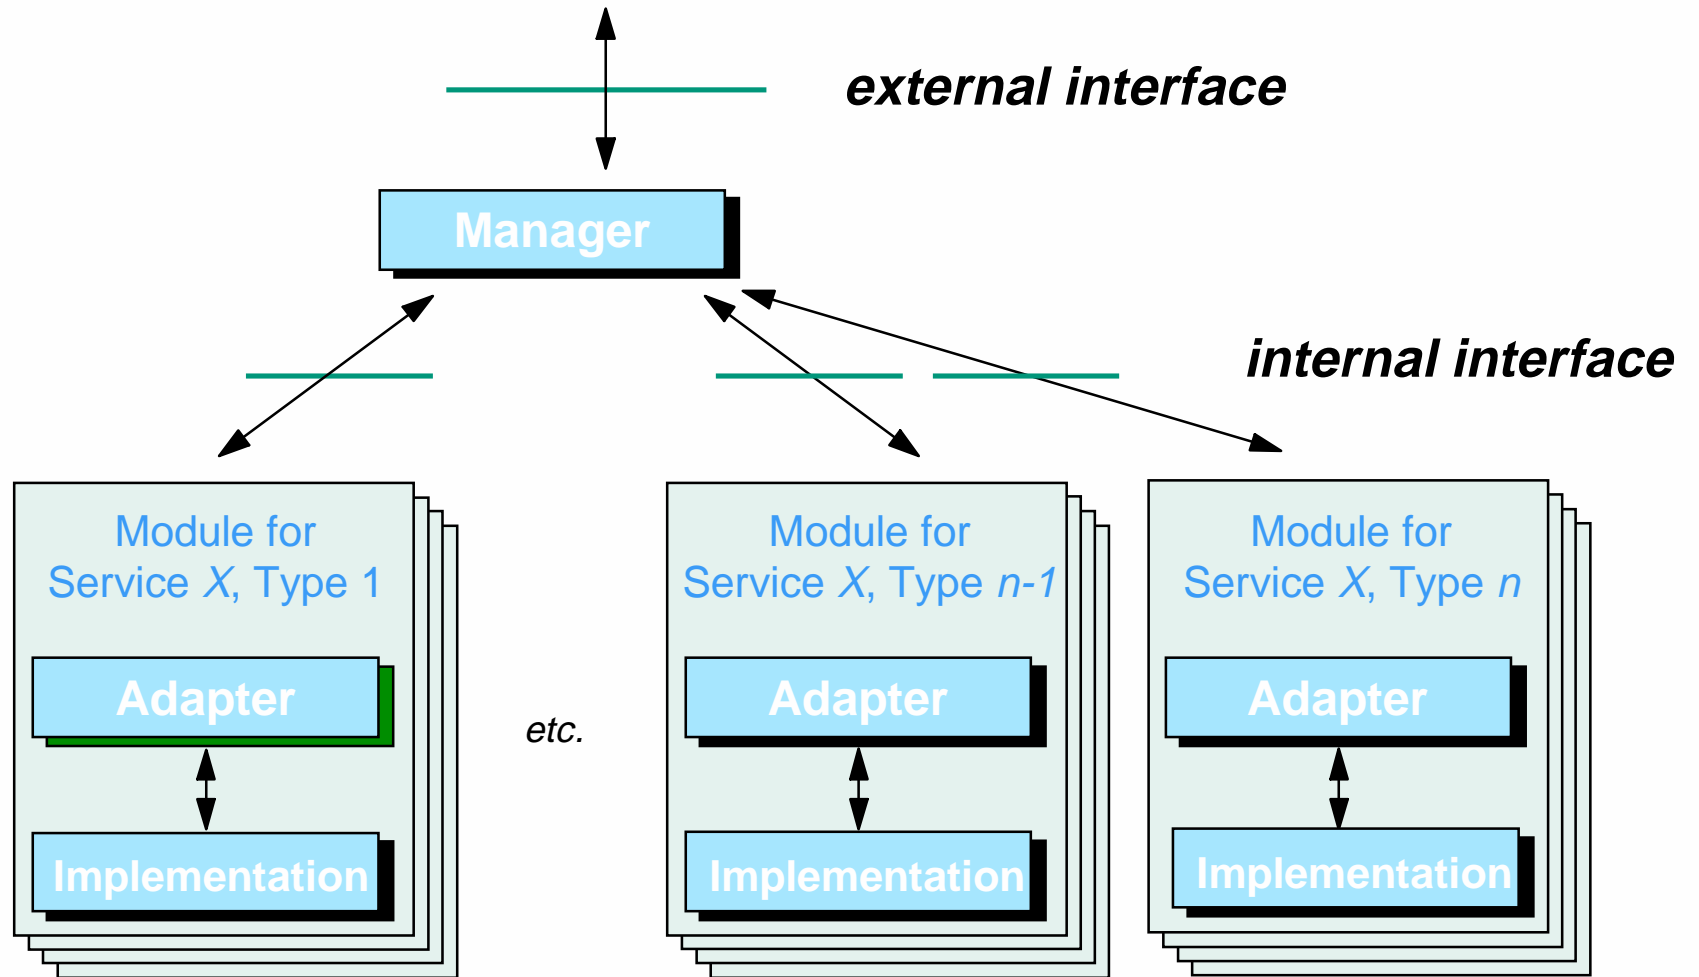 external interface
Manager
internal interface
Module for
Service X, Type 1
Adapter
Implementation
etc.
Module for
Service X, Type n-1
Adapter
Implementation
Module for
Service X, Type n
Adapter
Implementation